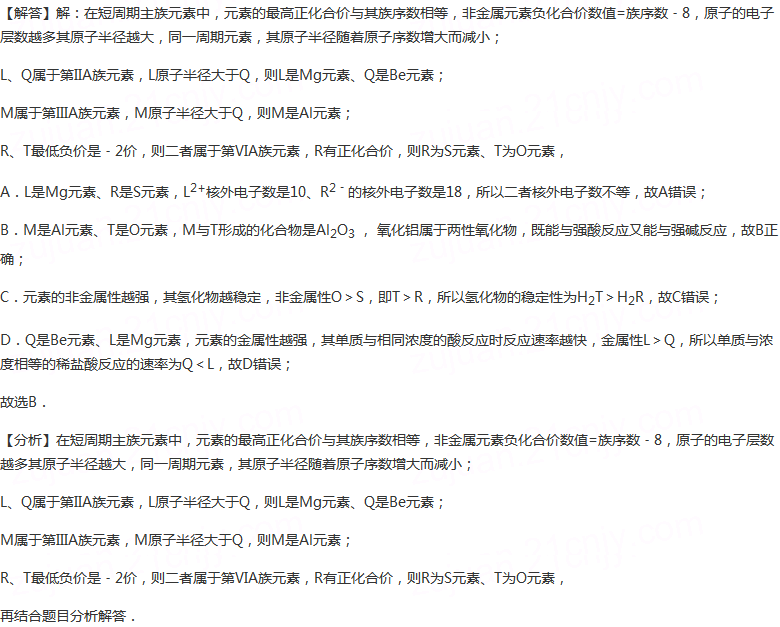 【解答】解：在短周期主族元素中，元素的最高正化合价与其族序数相等，非金属元素负化合价数值=族序数﹣8，原子的电子
层数越多其原子半径越大，同一周期元素，其原子半径随着原子序数增大而减小；
L、Q属于第ⅡA族元素，L原子半径大于Q，则L是Mg元素、Q是Be元素；
M属于第ⅢA族元素，M原子半径大于Q，则M是Al元素；
R、T最低负价是﹣2价，则二者属于第ⅥA族元素，R有正化合价，则R为S元素、T为O元素，
A．L是Mg元素、R是S元素，L²⁺核外电子数是10、R²﹣的核外电子数是18，所以二者核外电子数不等，故A错误；
B．M是Al元素、T是O元素，M与T形成的化合物是Al₂O₃ ， 氧化铝属于两性氧化物，既能与强酸反应又能与强碱反应，故B正
确；
C．元素的非金属性越强，其氢化物越稳定，非金属性O＞S，即T＞R，所以氢化物的稳定性为H₂T＞H₂R，故C错误；
D．Q是Be元素、L是Mg元素，元素的金属性越强，其单质与相同浓度的酸反应时反应速率越快，金属性L＞Q，所以单质与浓
度相等的稀盐酸反应的速率为Q＜L，故D错误；
故选B．
【分析】在短周期主族元素中，元素的最高正化合价与其族序数相等，非金属元素负化合价数值=族序数﹣8，原子的电子层数
越多其原子半径越大，同一周期元素，其原子半径随着原子序数增大而减小；
L、Q属于第ⅡA族元素，L原子半径大于Q，则L是Mg元素、Q是Be元素；
M属于第ⅢA族元素，M原子半径大于Q，则M是Al元素；
R、T最低负价是﹣2价，则二者属于第ⅥA族元素，R有正化合价，则R为S元素、T为O元素，
再结合题目分析解答．